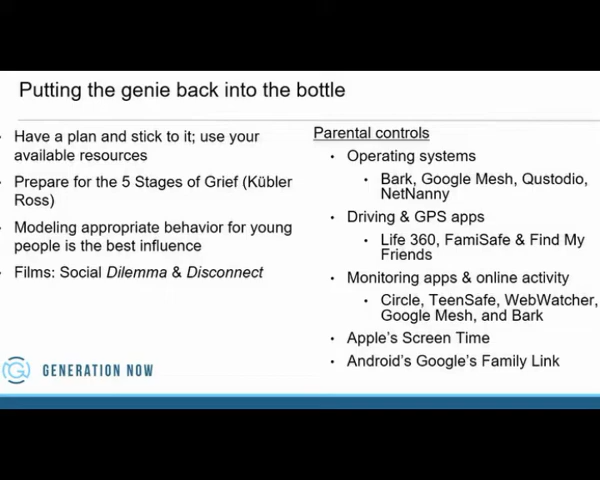 Putting the genie back into the bottle
Have a plan and stick to it; use your
available resources
Prepare for the 5 Stages of Grief (Kübler
Ross)
Modeling appropriate behavior for young
people is the best influence
Films: Social Dilemma & Disconnect
Parental controls
Operating systems
Bark, Google Mesh, Qustodio,
NetNanny
Driving & GPS apps
Life 360, FamiSafe & Find My
Friends
Monitoring apps & online activity
Circle, TeenSafe, WebWatcher,
Google Mesh, and Bark
Apple's Screen Time
Android's Google's Family Link
GENERATION NOW